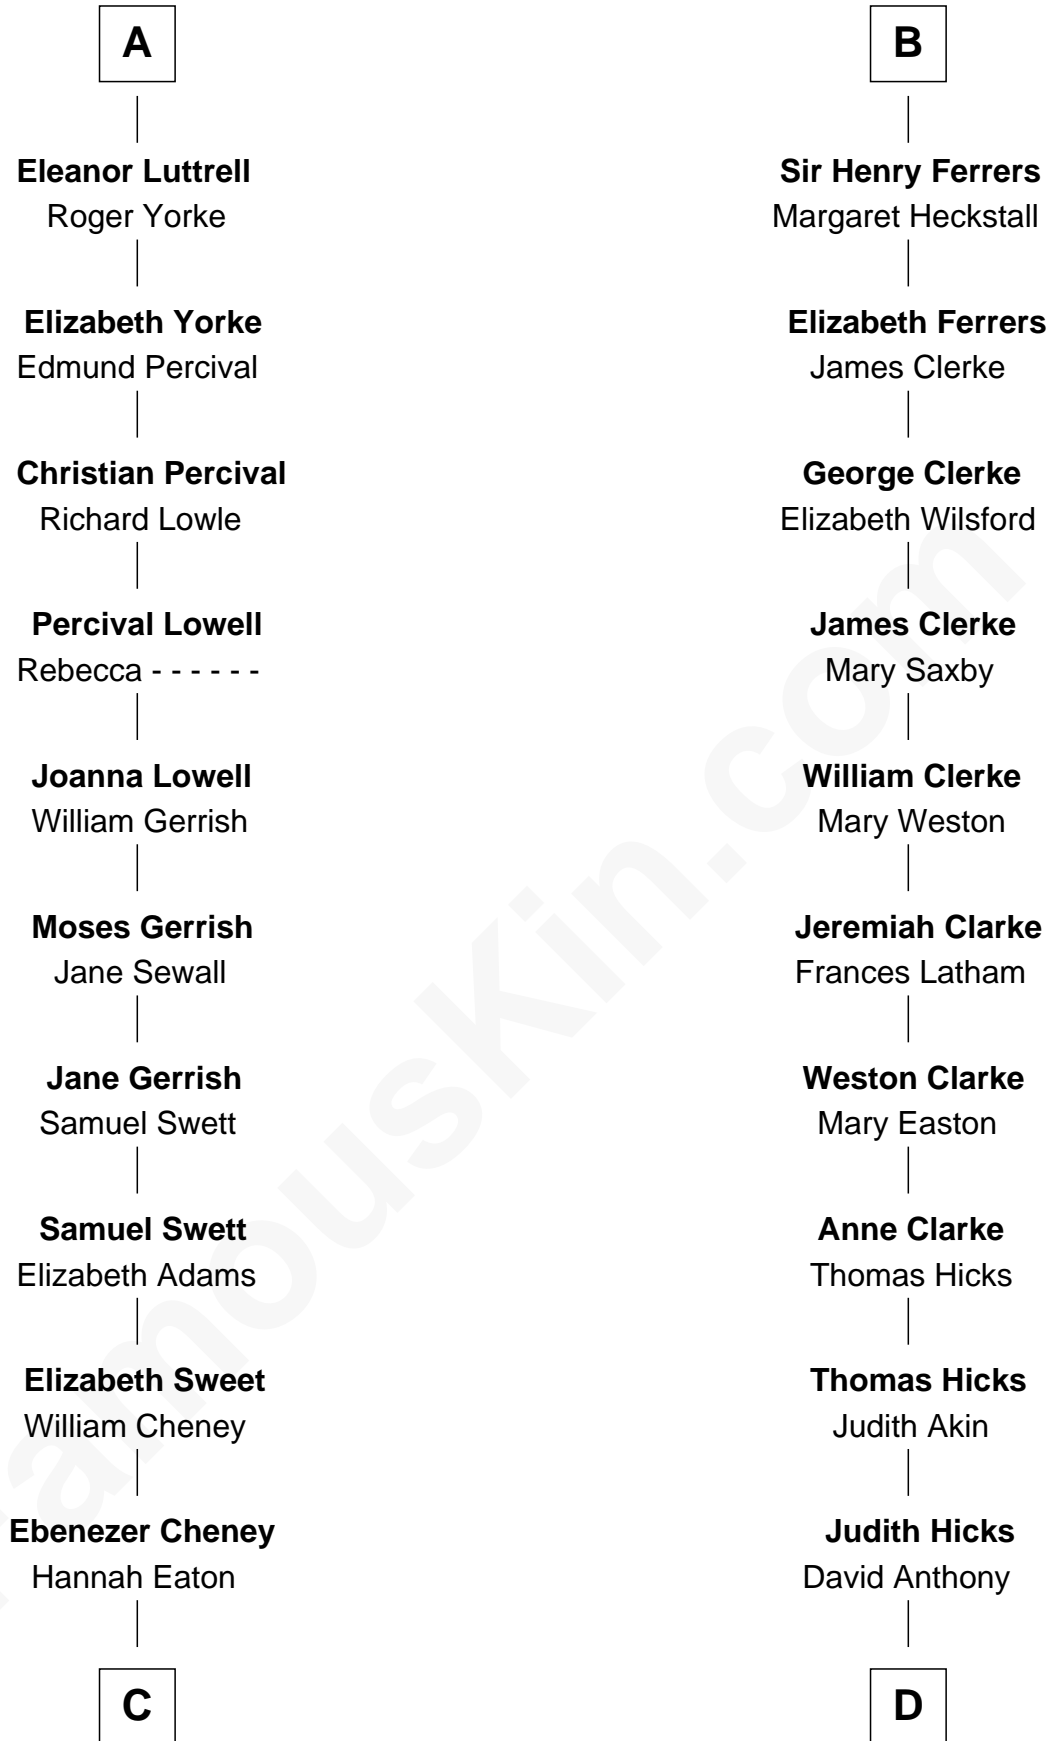 A
Eleanor Luttrell
Roger Yorke
Elizabeth Yorke
Edmund Percival
Christian Percival
Richard Lowle
Percival Lowell
Rebecca - - - - - -
Joanna Lowell
William Gerrish
Moses Gerrish
Jane Sewall
Jane Gerrish
Samuel Swett
Samuel Swett
Elizabeth Adams
Elizabeth Sweet
William Cheney
Ebenezer Cheney
Hannah Eaton
C
B
Sir Henry Ferrers
Margaret Heckstall
Elizabeth Ferrers
James Clerke
George Clerke
Elizabeth Wilsford
James Clerke
Mary Saxby
William Clerke
Mary Weston
Jeremiah Clarke
Frances Latham
Weston Clarke
Mary Easton
Anne Clarke
Thomas Hicks
Thomas Hicks
Judith Akin
Judith Hicks
David Anthony
D
FamousKin.com